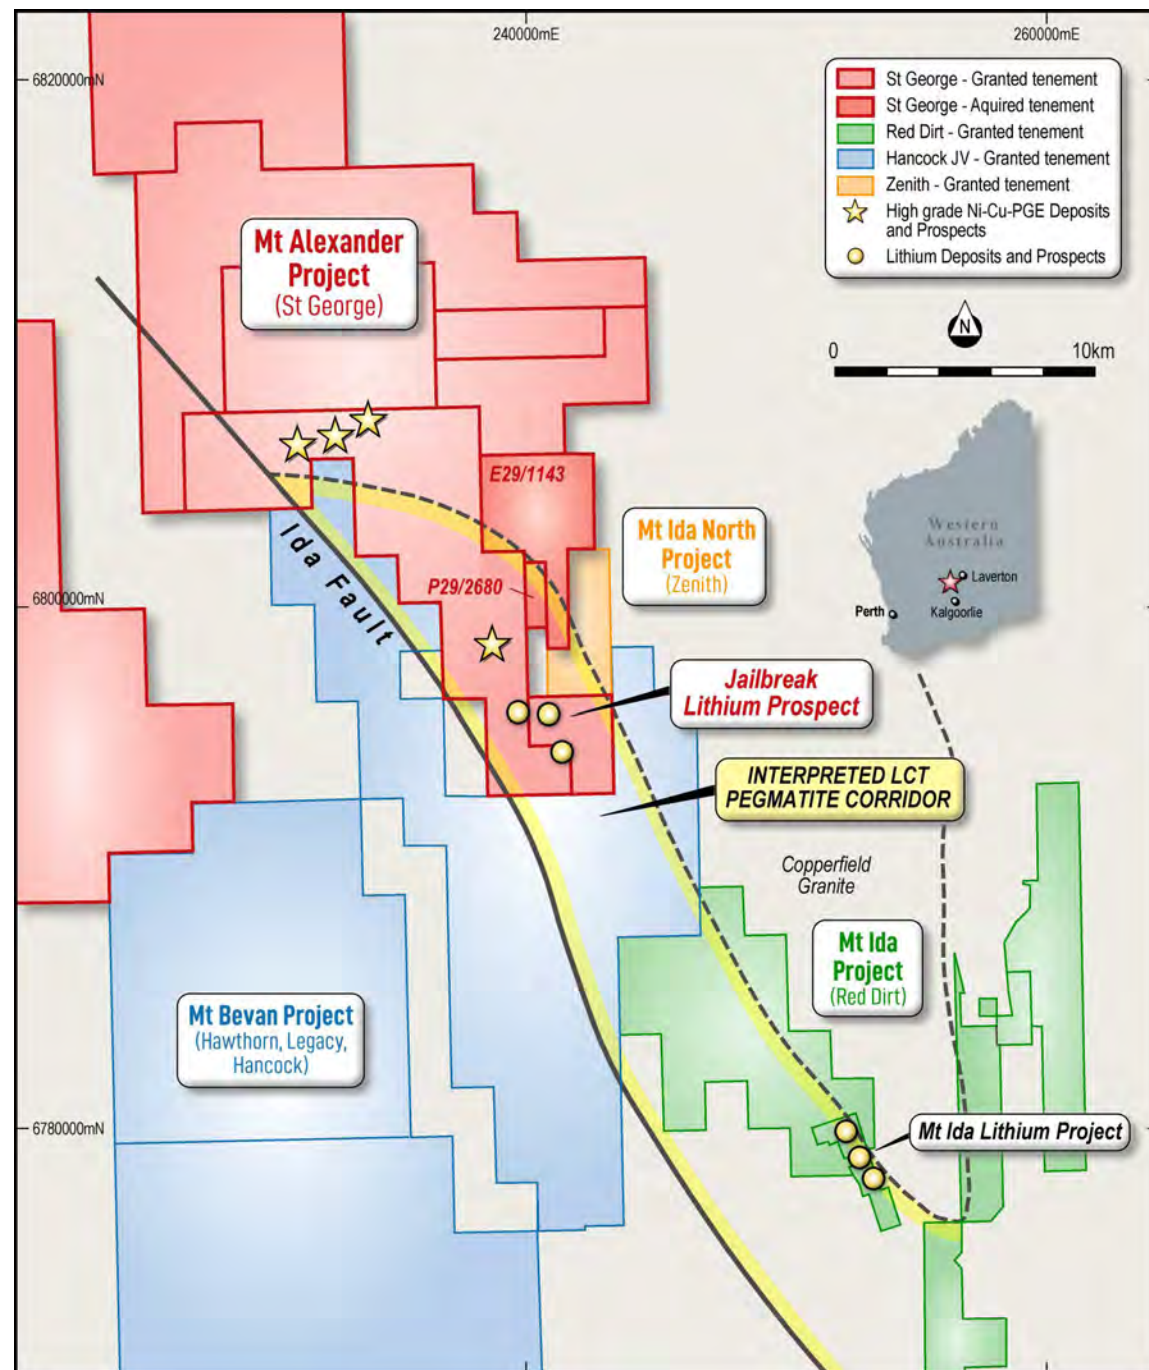 240000mE
260000mE
6820000mN
St George - Granted tenement
St George - Aquired tenement
Red Dirt - Granted tenement
Hancock JV - Granted tenement
Zenith - Granted tenement
High grade Ni-Cu-PGE Deposits
and Prospects
Lithium Deposits and Prospects
Mt Alexander
Project
(St George)
N
0
10km
E29/1143
Western
Australia
Laverton
Perth
Kalgoorlie
Mt Ida North
Project
(Zenith)
Ida Fault
P29/2680
6800000mN
Jailbreak
Lithium Prospect
INTERPRETED LCT
PEGMATITE CORRIDOR
Copperfield
Granite
Mt Ida
Project
(Red Dirt)
Mt Bevan Project
(Hawthorn, Legacy,
Hancock)
6780000mN
Mt Ida Lithium Project